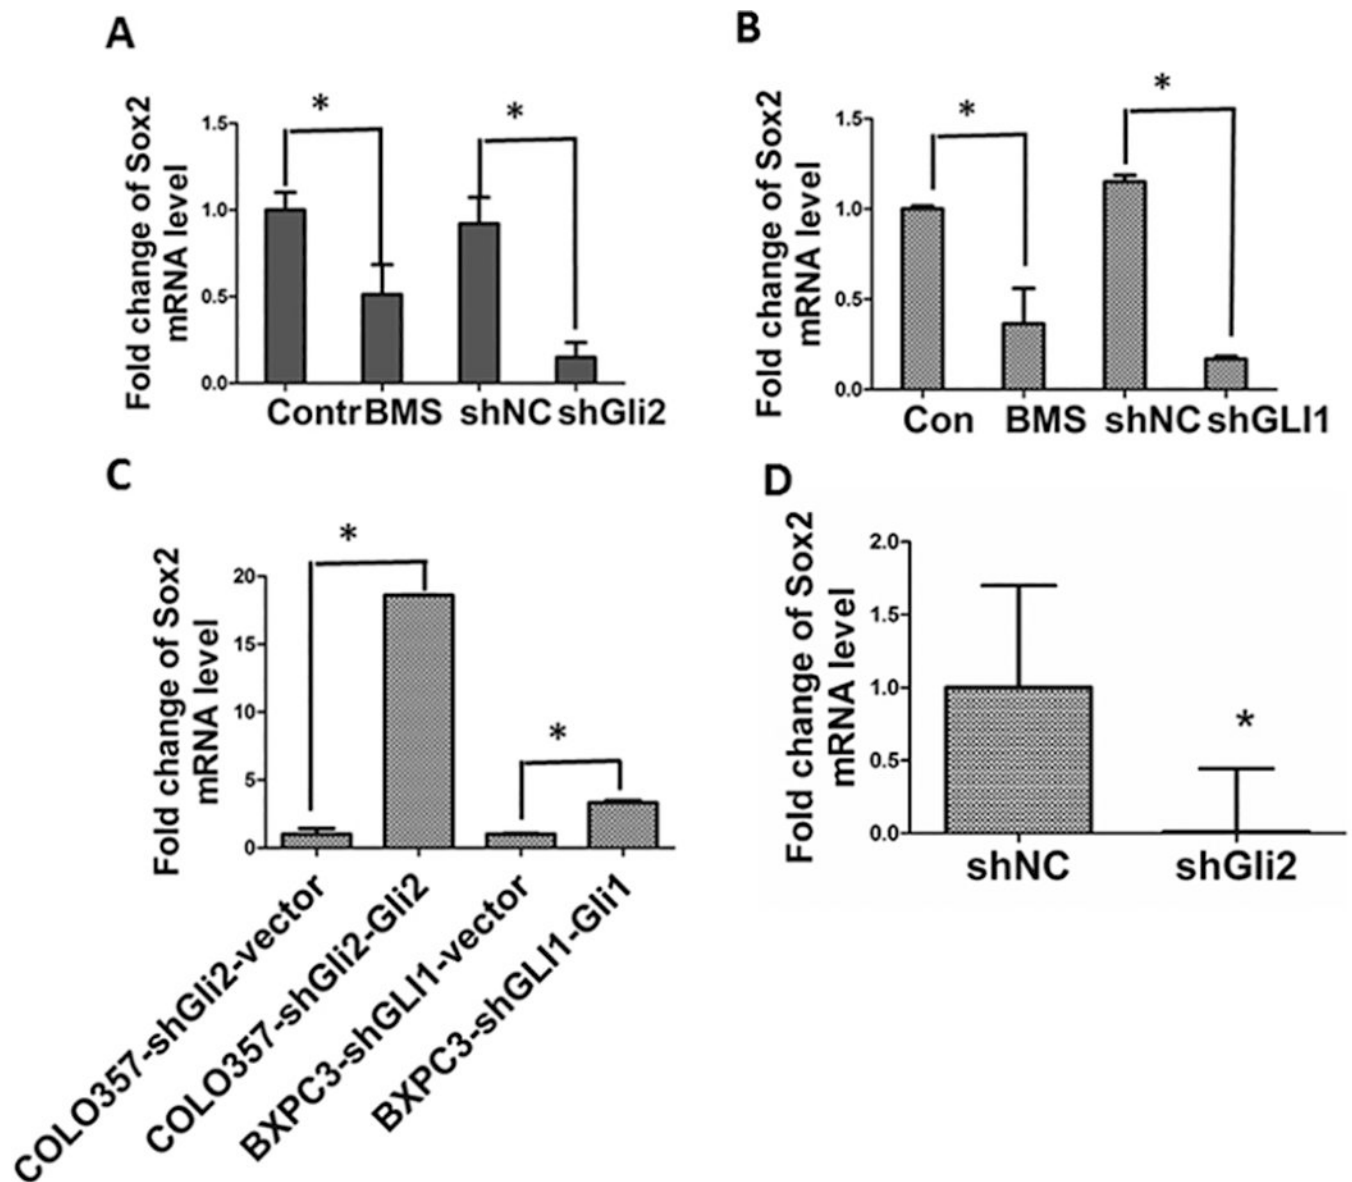 A
Fold change of Sox2
mRNA level
1.5
1.0
0.5
0.0
*
*
ContrBMS shNC shGli2
B
Fold change of Sox2
mRNA level
1.5
1.0
0.5
0.0
*
*
Con BMS shNC shGLI1
C
Fold change of Sox2
mRNA level
20
15
10
5
0
*
*
COLO357-shGli2-vector
COLO357-shGli2-Gli2
BXPC3-shGLI1-vector
BXPC3-shGLI1-Gli1
D
Fold change of Sox2
mRNA level
2.0
1.5
1.0
0.5
0.0
*
shNC shGli2